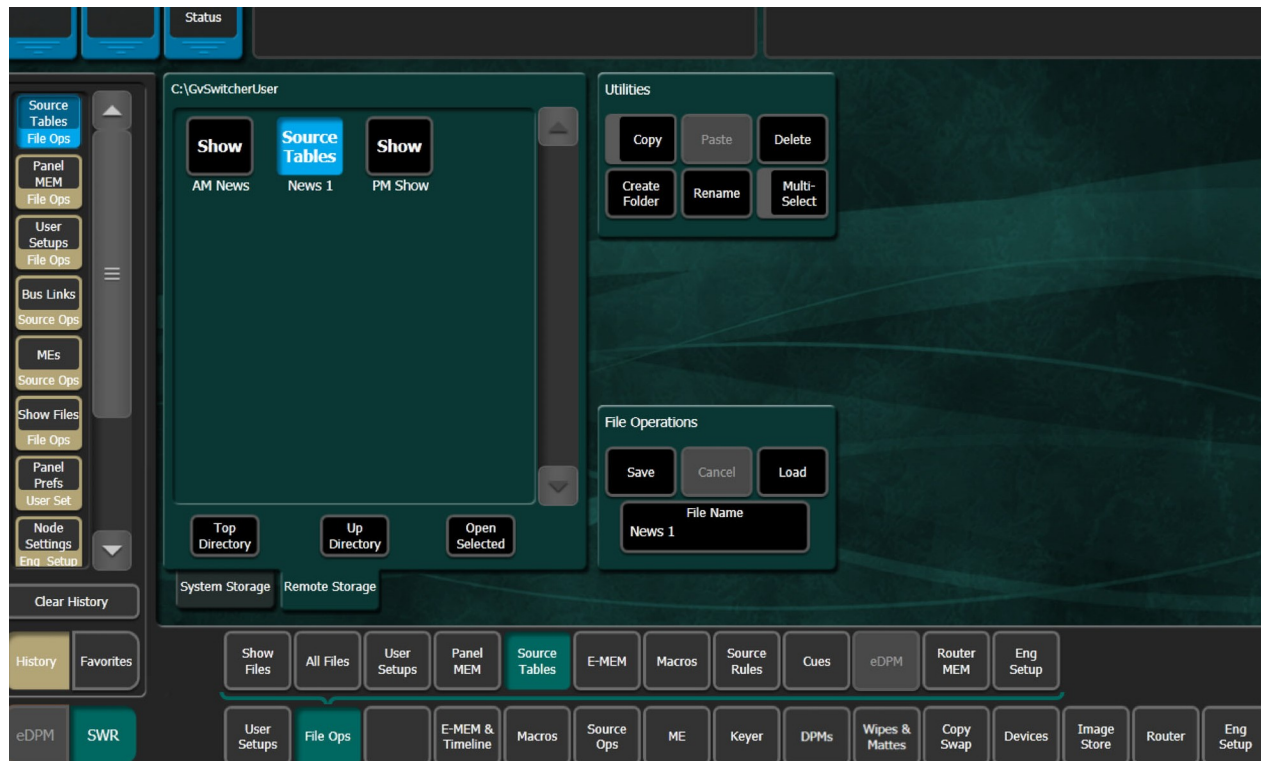 Status
Source
Tables
File Ops
Panel
MEM
File Ops
User
Setups
File Ops
Bus Links
Source Ops
MEs
Source Ops
Show Files
File Ops
Panel
Prefs
User Set
Node
Settings
Eng Setup
Clear History
History
Favorites
eDPM
SWR
C:\GvSwitcherUser
Show
AM News
Source
Tables
News 1
Show
PM Show
Top
Directory
Up
Directory
Open
Selected
System Storage
Remote Storage
Utilities
Copy
Paste
Delete
Create
Folder
Rename
Multi-
Select
File Operations
Save
Cancel
Load
File Name
News 1
Show
Files
All Files
User
Setups
Panel
MEM
Source
Tables
E-MEM
Macros
Source
Rules
Cues
eDPM
Router
MEM
Eng
Setup
User
Setups
File Ops
E-MEM &
Timeline
Macros
Source
Ops
ME
Keyer
DPMs
Wipes &
Mattes
Copy
Swap
Devices
Image
Store
Router
Eng
Setup